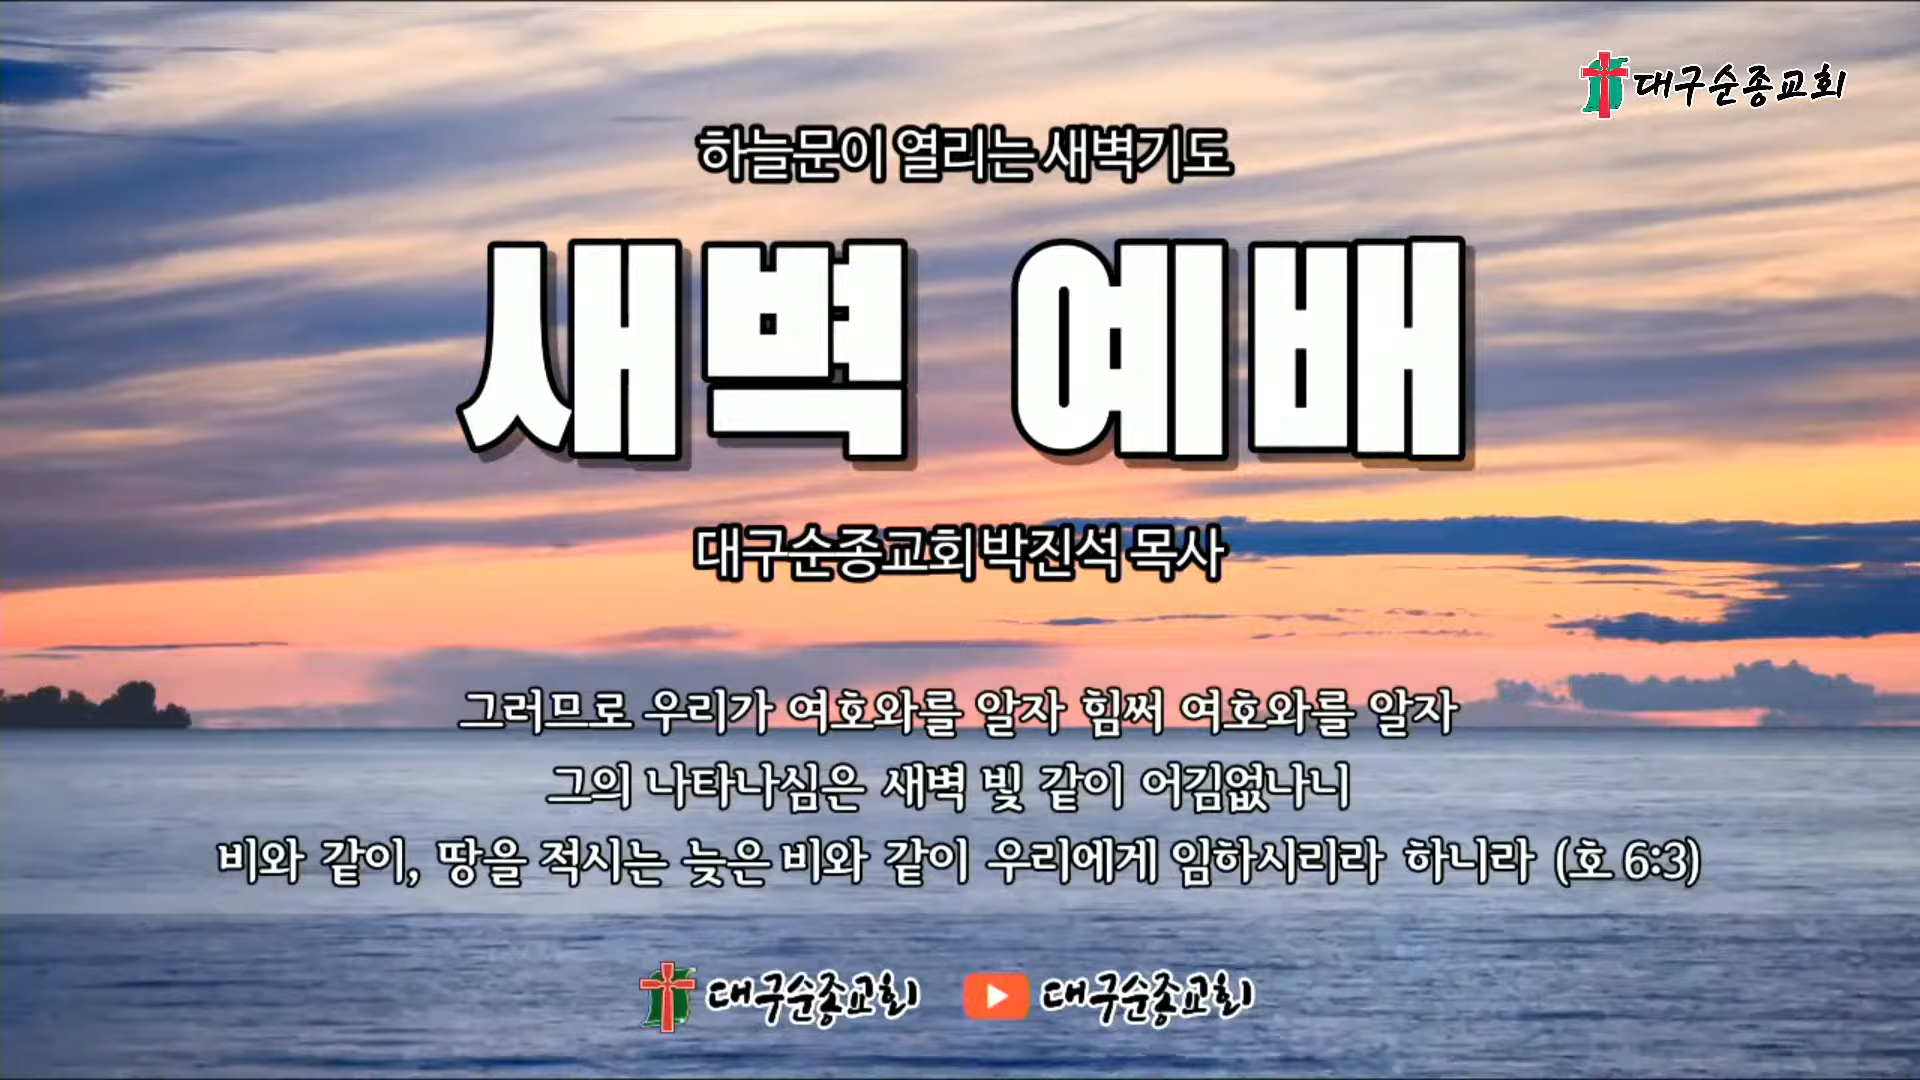 대구순종교회
하늘문이 열리는 새벽기도
새벽 예배
대구순종교회 박진석 목사
그러므로 우리가 여호와를 알자 힘써 여호와를 알자
그의 나타나심은 새벽 빛 같이 어김없나니
비와 같이, 땅을 적시는 늦은 비와 같이 우리에게 임하시리라 하니라 (호 6:3)
대구순종교회 대구순종교회